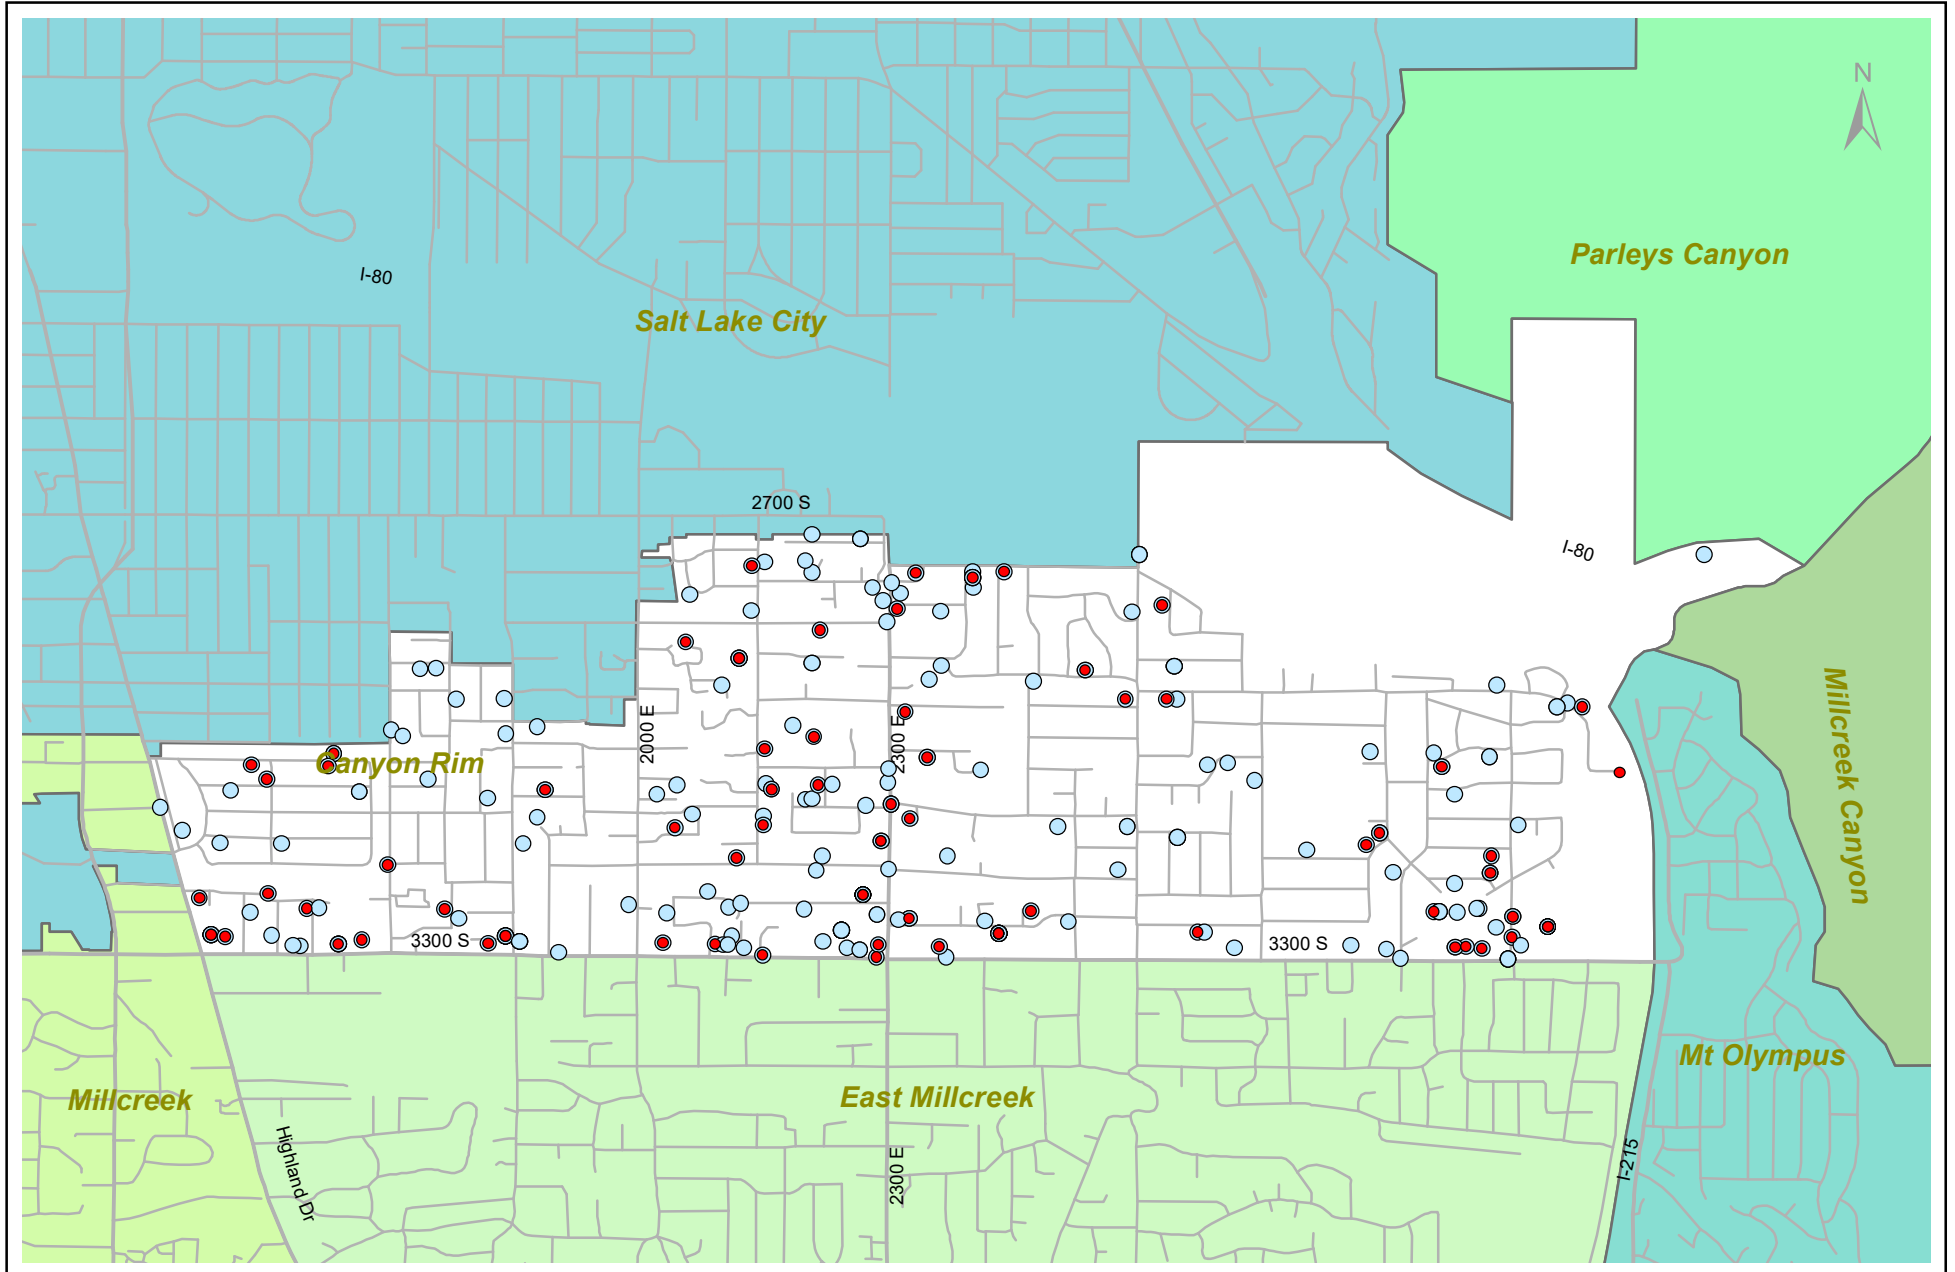 N
Parleys Canyon
I-80
Salt Lake City
2700 S
I-80
2000 E
2300 E
Canyon Rim
Millcreek Canyon
3300 S
3300 S
Mt Olympus
Millcreek
East Millcreek
Highland Dr
2300 E
I-215